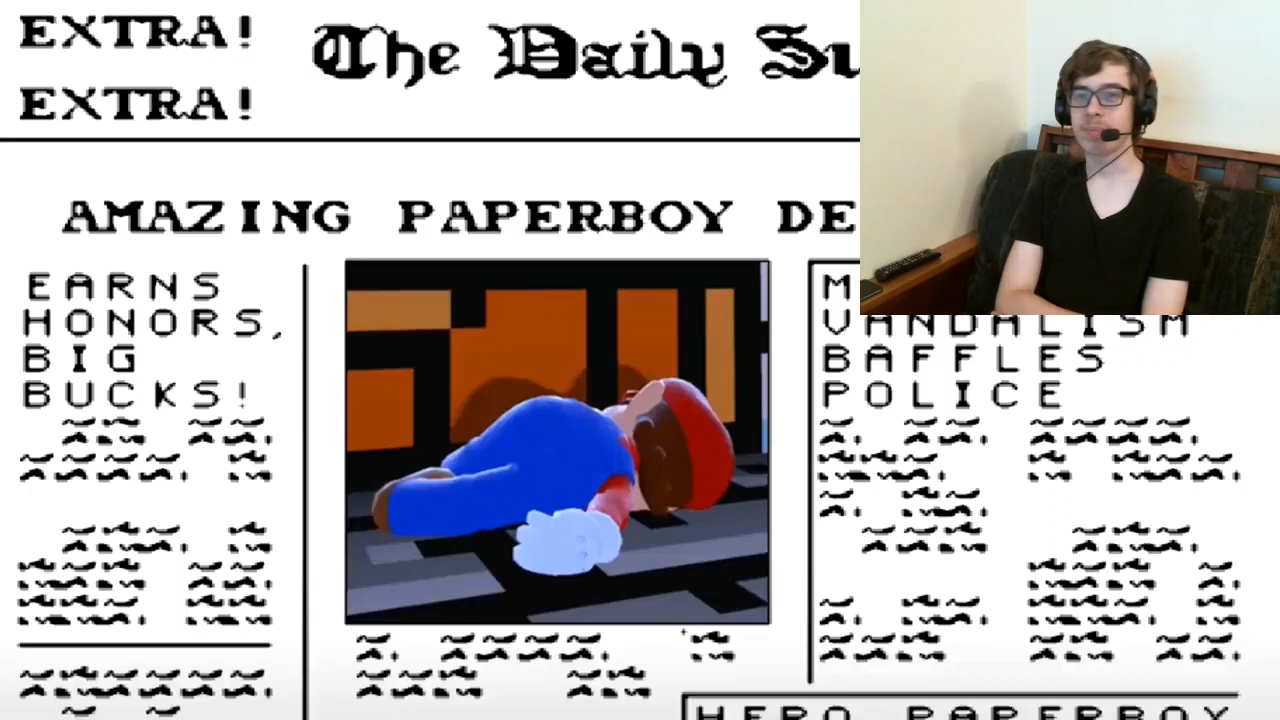 EXTRA!
EXTRA!
The Daily Su
AMAZING PAPERBOY DE
EARNS
HONORS,
BIG
BUCKS!
M
VANDALISM
BAFFLES
POLICE
HERO PAPERBOY